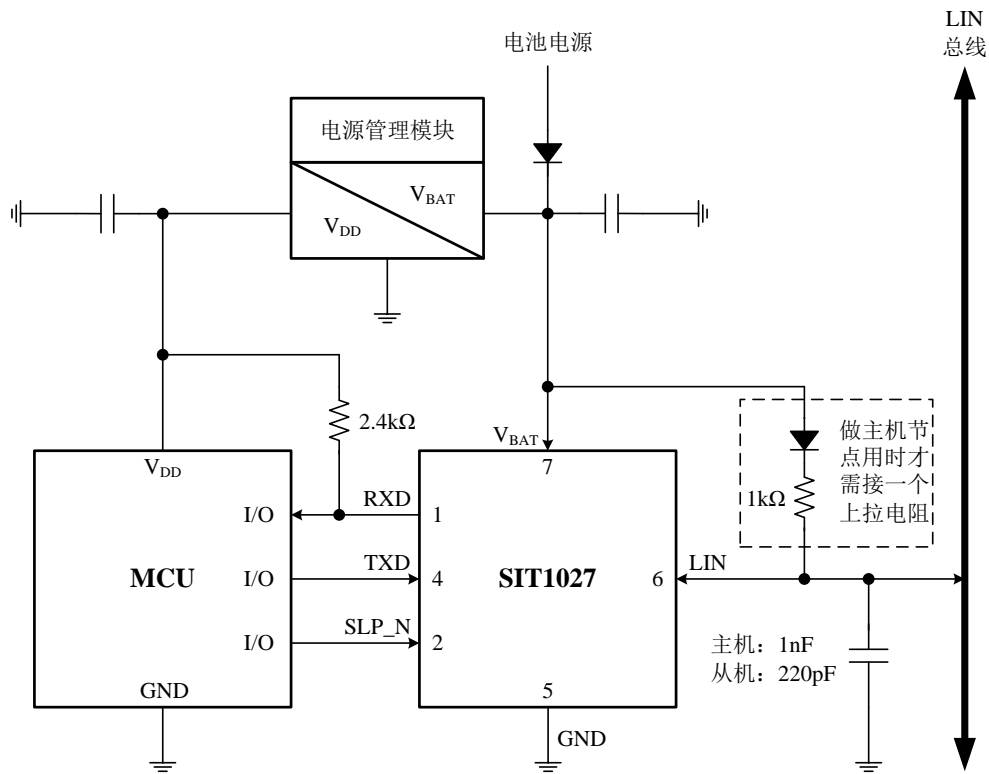 LIN
总线
电池电源
电源管理模块
VBAT
VDD
2.4kΩ
VDD
I/O
MCU
I/O
I/O
GND
RXD
TXD
SLP_N
VBAT
7
1
4
SIT1027
6
2
5
GND
LIN
1kΩ
做主机节
点用时才
需接一个
上拉电阻
主机：1nF
从机：220pF